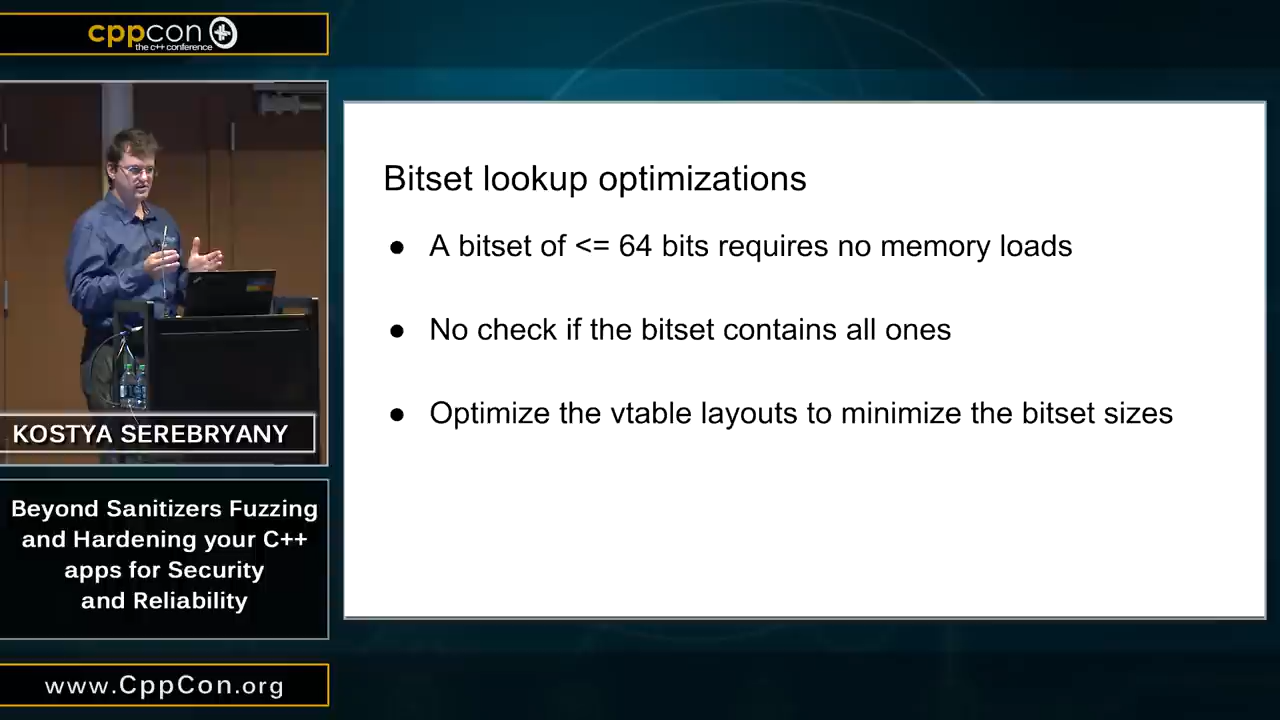 cppcon
the c++ conference
KOSTYA SEREBRYANY
Beyond Sanitizers Fuzzing
and Hardening your C++
apps for Security
and Reliability
www.CppCon.org
Bitset lookup optimizations
● A bitset of <= 64 bits requires no memory loads
● No check if the bitset contains all ones
● Optimize the vtable layouts to minimize the bitset sizes